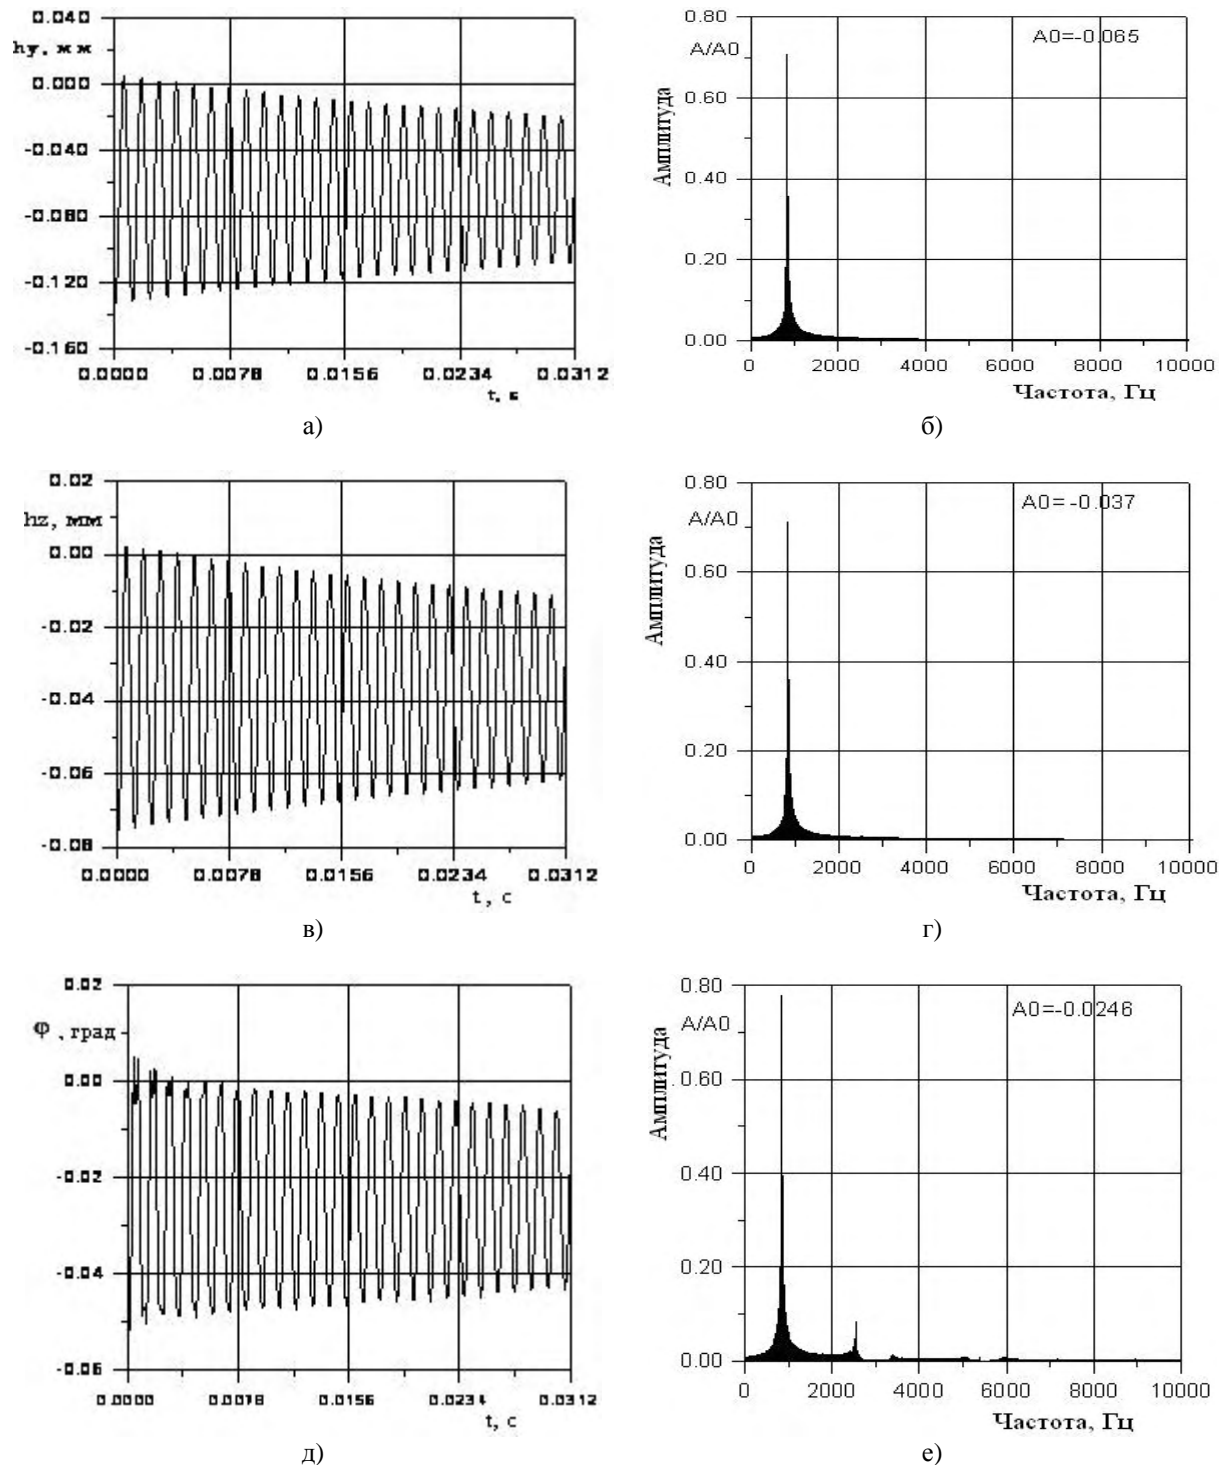 0.040
hy, мм
0.000
-0.040
-0.080
-0.120
-0.160
0.0000 0.0078 0.0156 0.0234 0.0312
t, с
а)
0.80
A/A0
A0=-0.065
0.60
Амплитуда
0.40
0.20
0.00
0 2000 4000 6000 8000 10000
Частота, Гц
б)
0.02
hz, мм
0.00
-0.02
-0.04
-0.06
-0.08
0.0000 0.0078 0.0156 0.0234 0.0312
t, с
в)
0.80
A/A0
A0= -0.037
0.60
Амплитуда
0.40
0.20
0.00
0 2000 4000 6000 8000 10000
Частота, Гц
г)
0.02
φ , град
0.00
-0.02
-0.04
-0.06
0.0000 0.0078 0.0156 0.0234 0.0312
t, с
д)
0.80
A/A0
A0=-0.0246
0.60
Амплитуда
0.40
0.20
0.00
0 2000 4000 6000 8000 10000
Частота, Гц
е)